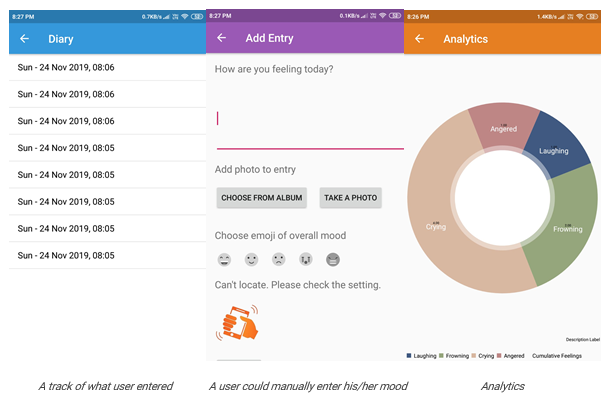 8:27 PM
0.7KB/s
52
Diary
Sun - 24 Nov 2019, 08:06
Sun - 24 Nov 2019, 08:06
Sun - 24 Nov 2019, 08:06
Sun - 24 Nov 2019, 08:05
Sun - 24 Nov 2019, 08:05
Sun - 24 Nov 2019, 08:05
Sun - 24 Nov 2019, 08:05
Sun - 24 Nov 2019, 08:05
A track of what user entered
8:27 PM
0.1KB/s
Add Entry
How are you feeling today?
Add photo to entry
CHOOSE FROM ALBUM TAKE A PHOTO
Choose emoji of overall mood
Can't locate. Please check the setting.
A user could manually enter his/her mood
8:26 PM
1.4KB/s
Analytics
Angered
Laughing
Frowning
Crying
Description Label
Laughing Frowning Crying Angered Cumulative Feelings
Analytics